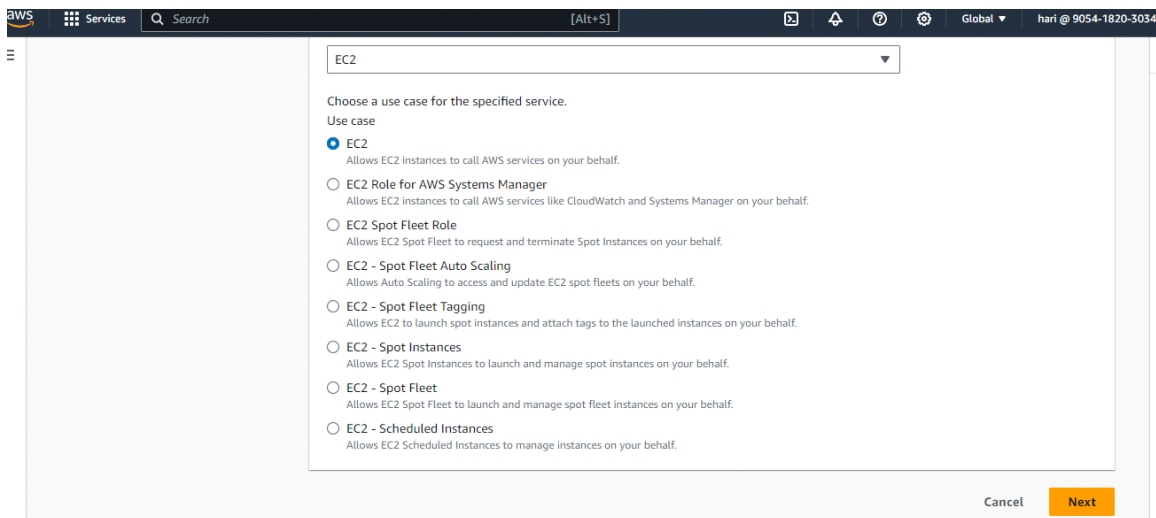 aws Services Search [Alt+S] Global ▼ hari @ 9054-1820-3034
EC2
Choose a use case for the specified service.
Use case
EC2
Allows EC2 instances to call AWS services on your behalf.
EC2 Role for AWS Systems Manager
Allows EC2 instances to call AWS services like CloudWatch and Systems Manager on your behalf.
EC2 Spot Fleet Role
Allows EC2 Spot Fleet to request and terminate Spot Instances on your behalf.
EC2 - Spot Fleet Auto Scaling
Allows Auto Scaling to access and update EC2 spot fleets on your behalf.
EC2 - Spot Fleet Tagging
Allows EC2 to launch spot instances and attach tags to the launched instances on your behalf.
EC2 - Spot Instances
Allows EC2 Spot Instances to launch and manage spot instances on your behalf.
EC2 - Spot Fleet
Allows EC2 Spot Fleet to launch and manage spot fleet instances on your behalf.
EC2 - Scheduled Instances
Allows EC2 Scheduled Instances to manage instances on your behalf.
Cancel Next